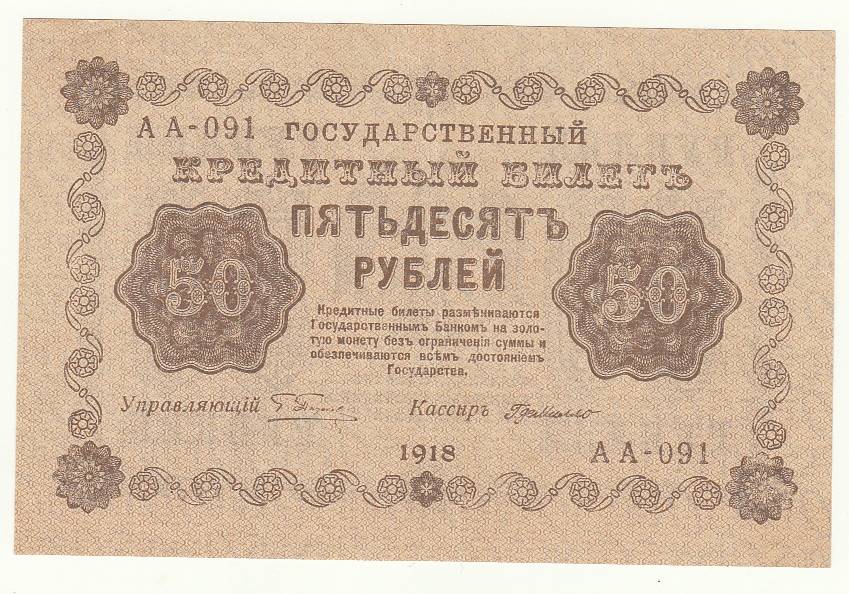 АА-091 ГОСУДАРСТВЕННЫЙ
КРЕДИТНЫЙ БИЛЕТЪ
ПЯТЬДЕСЯТЪ
РУБЛЕЙ
50
50
Кредитные билеты размѣниваются
Государственнымъ Банкомъ на золо-
тую монету безъ ограниченія суммы и
обезпечиваются всѣмъ достояніемъ
Государства.
Управляющій
Кассиръ
1918
АА-091